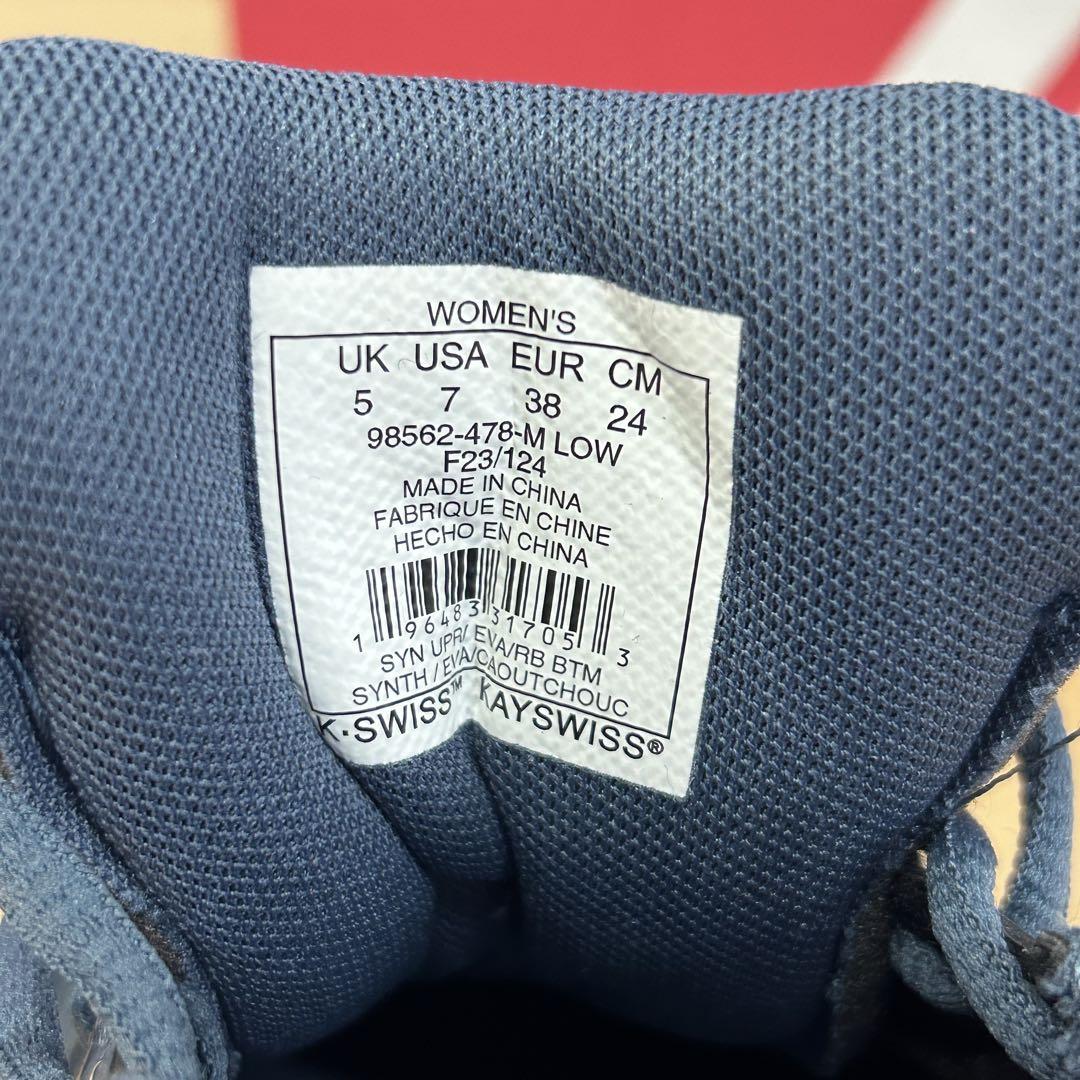 WOMEN'S
UK USA EUR CM
5 7 38 24
98562-478-M LOW
F23/124
MADE IN CHINA
FABRIQUE EN CHINE
HECHO EN CHINA
1 96483 31705 3
SYN UPR/ EVA/RB BTM
SYNTH / EVA/CAOUTCHOUC
K·SWISS™ KAYSWISS®